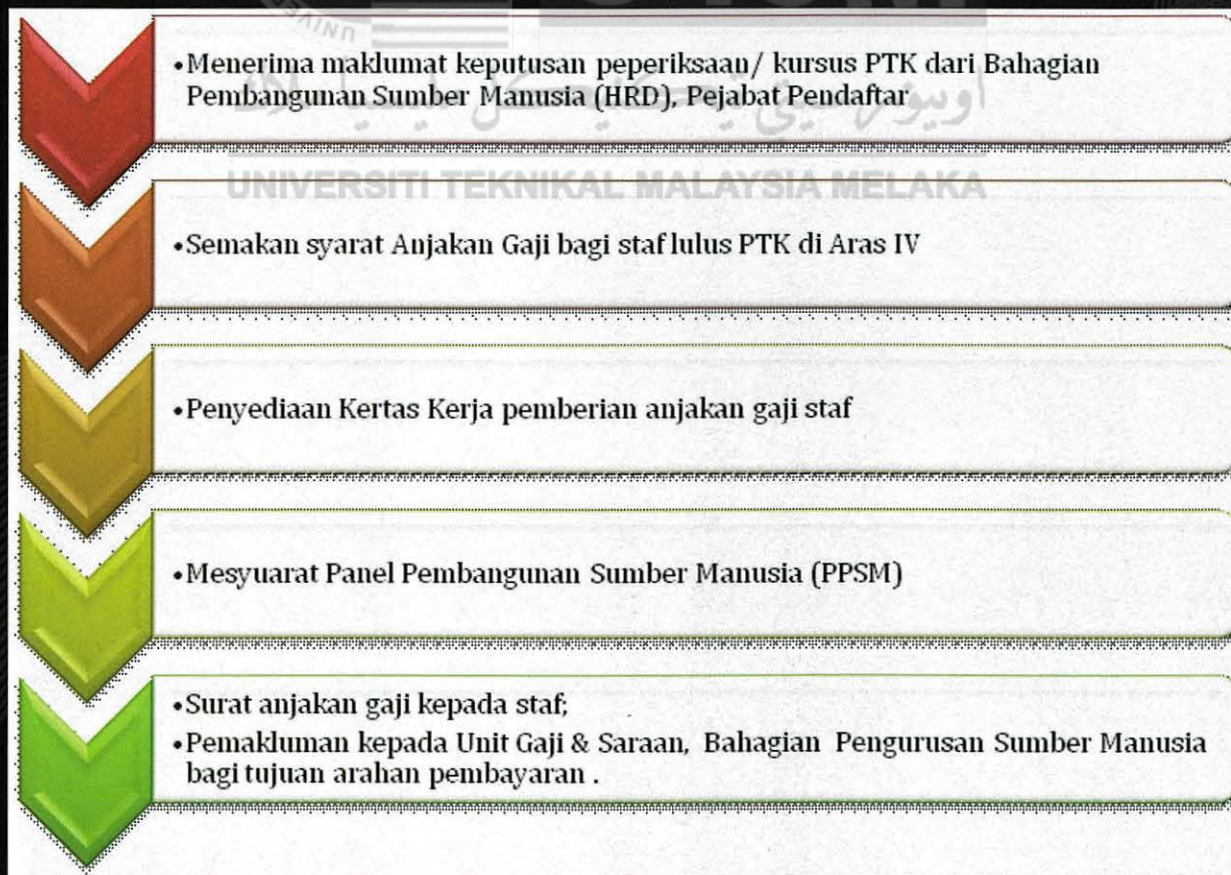 •Menerima maklumat keputusan peperiksaan/ kursus PTK dari Bahagian
Pembangunan Sumber Manusia (HRD), Pejabat Pendaftar
UNIVERSITI TEKNIKAL MALAYSIA MELAKA
•Semakan syarat Anjakan Gaji bagi staf lulus PTK di Aras IV
•Penyediaan Kertas Kerja pemberian anjakan gaji staf
•Mesyuarat Panel Pembangunan Sumber Manusia (PPSM)
•Surat anjakan gaji kepada staf;
•Pemakluman kepada Unit Gaji & Saraan, Bahagian Pengurusan Sumber Manusia
bagi tujuan arahan pembayaran .